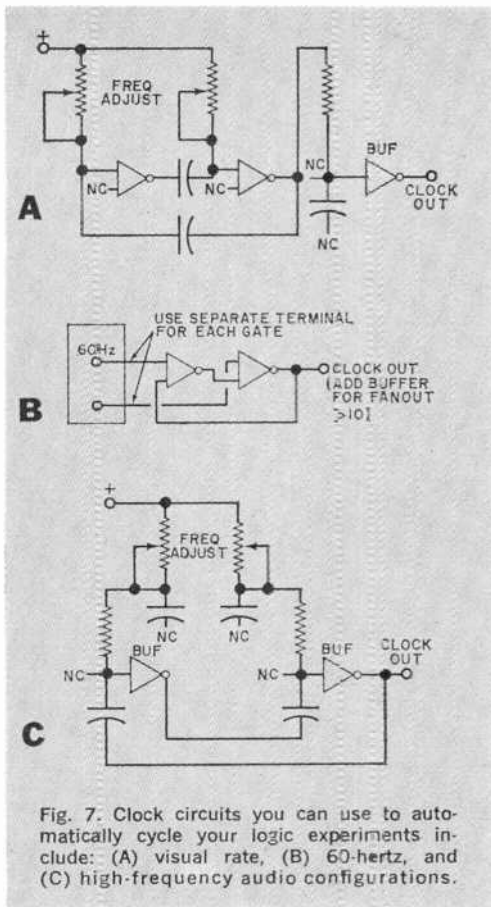 +
FREQ
ADJUST
NC
NC
NC
NC
BUF
CLOCK
OUT
A
60HZ
USE SEPARATE TERMINAL
FOR EACH GATE
CLOCK OUT
(ADD BUFFER
FOR FANOUT
>10]
B
+
FREQ
ADJUST
NC
NC
NC
BUF
NC
BUF
CLOCK
OUT
C
Fig. 7. Clock circuits you can use to auto-
matically cycle your logic experiments in-
clude: (A) visual rate, (B) 60-hertz, and
(C) high-frequency audio configurations.